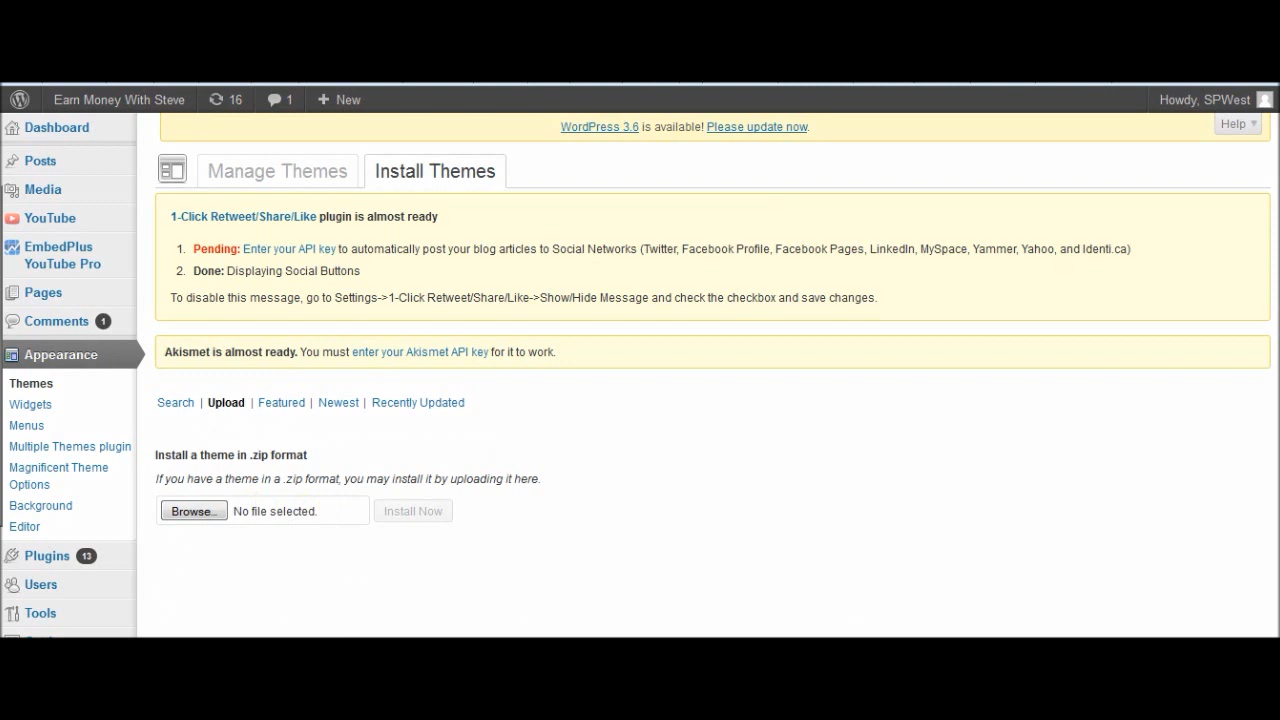 Earn Money With Steve 16 1 + New Howdy, SPWest
WordPress 3.6 is available! Please update now.
Help
Dashboard
Posts
Media
YouTube
EmbedPlus
YouTube Pro
Pages
Comments 1
Appearance
Themes
Widgets
Menus
Multiple Themes plugin
Magnificent Theme
Options
Background
Editor
Plugins 13
Users
Tools
Manage Themes Install Themes
1-Click Retweet/Share/Like plugin is almost ready
1. Pending: Enter your API key to automatically post your blog articles to Social Networks (Twitter, Facebook Profile, Facebook Pages, LinkedIn, MySpace, Yammer, Yahoo, and Identi.ca)
2. Done: Displaying Social Buttons
To disable this message, go to Settings->1-Click Retweet/Share/Like->Show/Hide Message and check the checkbox and save changes.
Akismet is almost ready. You must enter your Akismet API key for it to work.
Search | Upload | Featured | Newest | Recently Updated
Install a theme in .zip format
If you have a theme in a .zip format, you may install it by uploading it here.
Browse... No file selected. Install Now